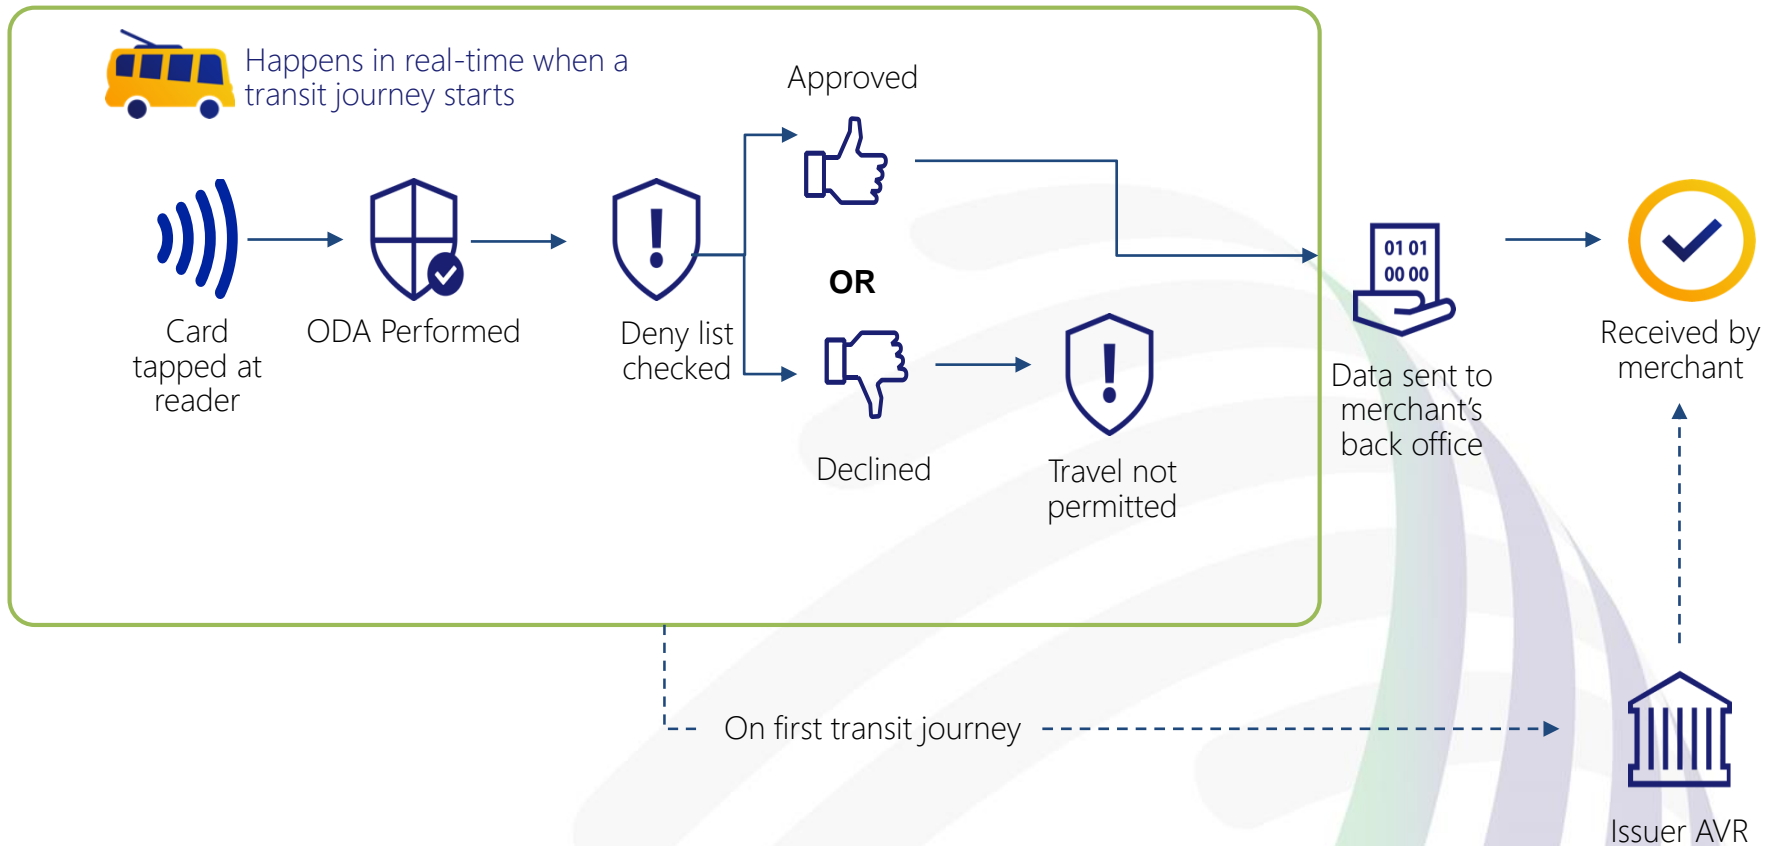 Happens in real-time when a
transit journey starts
Approved
Card
tapped at
reader
ODA Performed
Deny list
checked
OR
Declined
Travel not
permitted
01 01
00 00
Data sent to
merchant's
back office
Received by
merchant
On first transit journey
Issuer AVR